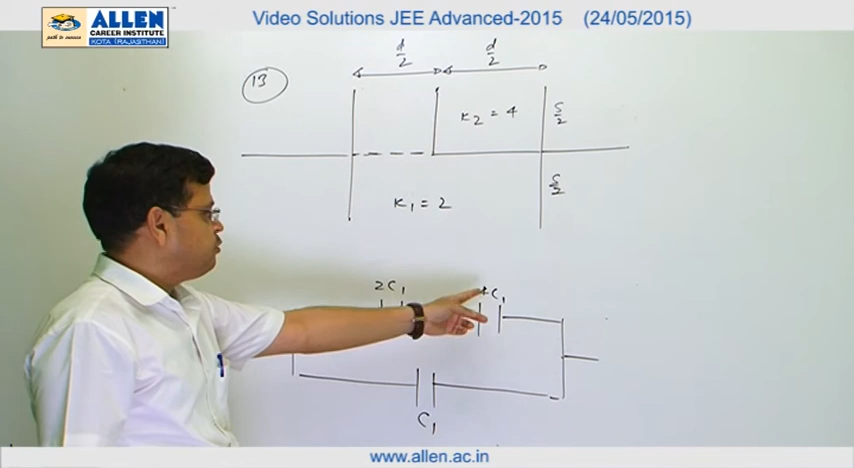 Video Solutions JEE Advanced-2015 (24/05/2015)
ALLEN
CAREER INSTITUTE
KOTA (RAJASTHAN)
path to success
13
d/2 d/2
K₂ = 4
S/2
S/2
K₁ = 2
2C₁
4C₁
C₁
www.allen.ac.in